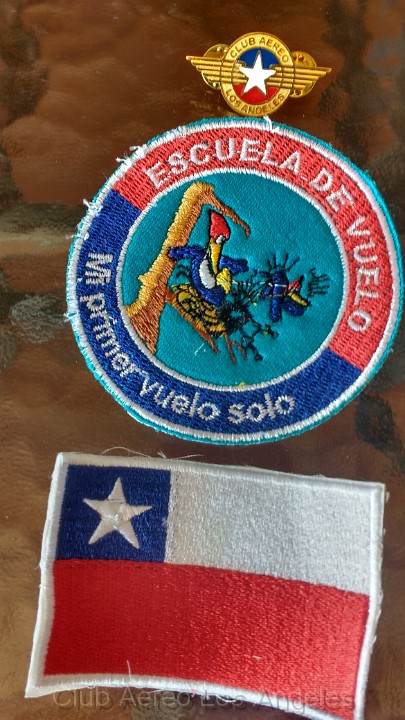 CLUB AEREO
LOS ANGELES
ESCUELA DE VUELO
Mi primer vuelo solo
Club Aereo Los Angeles